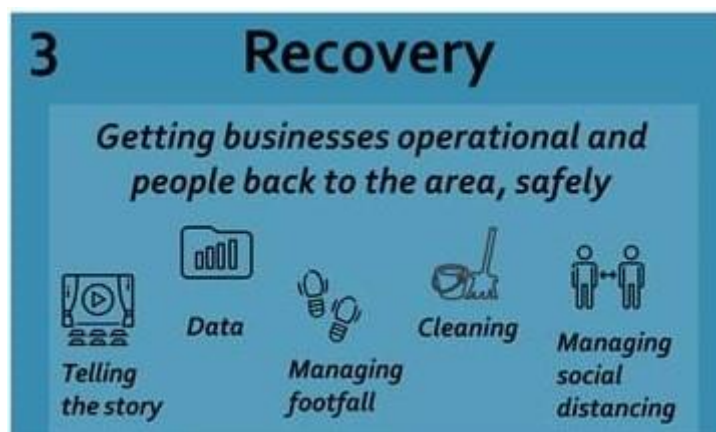 3 Recovery
Getting businesses operational and
people back to the area, safely
Telling
the story
Data
Managing
footfall
Cleaning
Managing
social
distancing